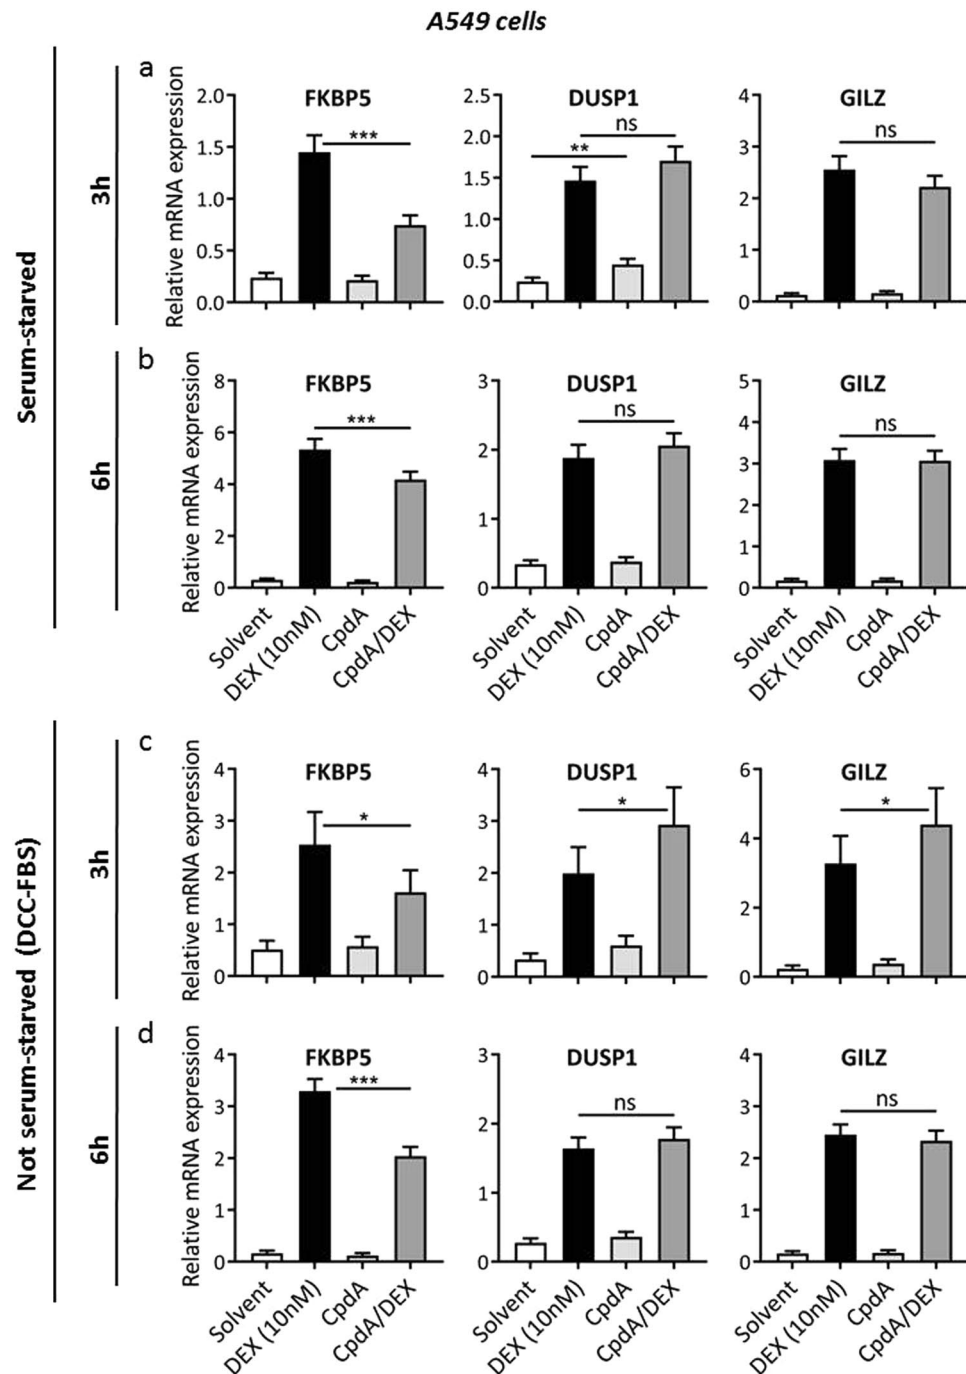 A549 cells
Serum-starved
3h
a
FKBP5
DUSP1
GILZ
Relative mRNA expression
2.0
1.5
1.0
0.5
0.0
***
2.5
2.0
1.5
1.0
0.5
0.0
**
ns
4
3
2
1
0
ns
6h
b
FKBP5
DUSP1
GILZ
Relative mRNA expression
8
6
4
2
0
***
3
2
1
0
ns
5
4
3
2
1
0
ns
Solvent
DEX (10nM)
CpdA
CpdA/DEX
Solvent
DEX (10nM)
CpdA
CpdA/DEX
Solvent
DEX (10nM)
CpdA
CpdA/DEX
Not serum-starved (DCC-FBS)
3h
c
FKBP5
DUSP1
GILZ
Relative mRNA expression
4
3
2
1
0
*
4
3
2
1
0
*
6
4
2
0
*
6h
d
FKBP5
DUSP1
GILZ
Relative mRNA expression
4
3
2
1
0
***
3
2
1
0
ns
4
3
2
1
0
ns
Solvent
DEX (10nM)
CpdA
CpdA/DEX
Solvent
DEX (10nM)
CpdA
CpdA/DEX
Solvent
DEX (10nM)
CpdA
CpdA/DEX